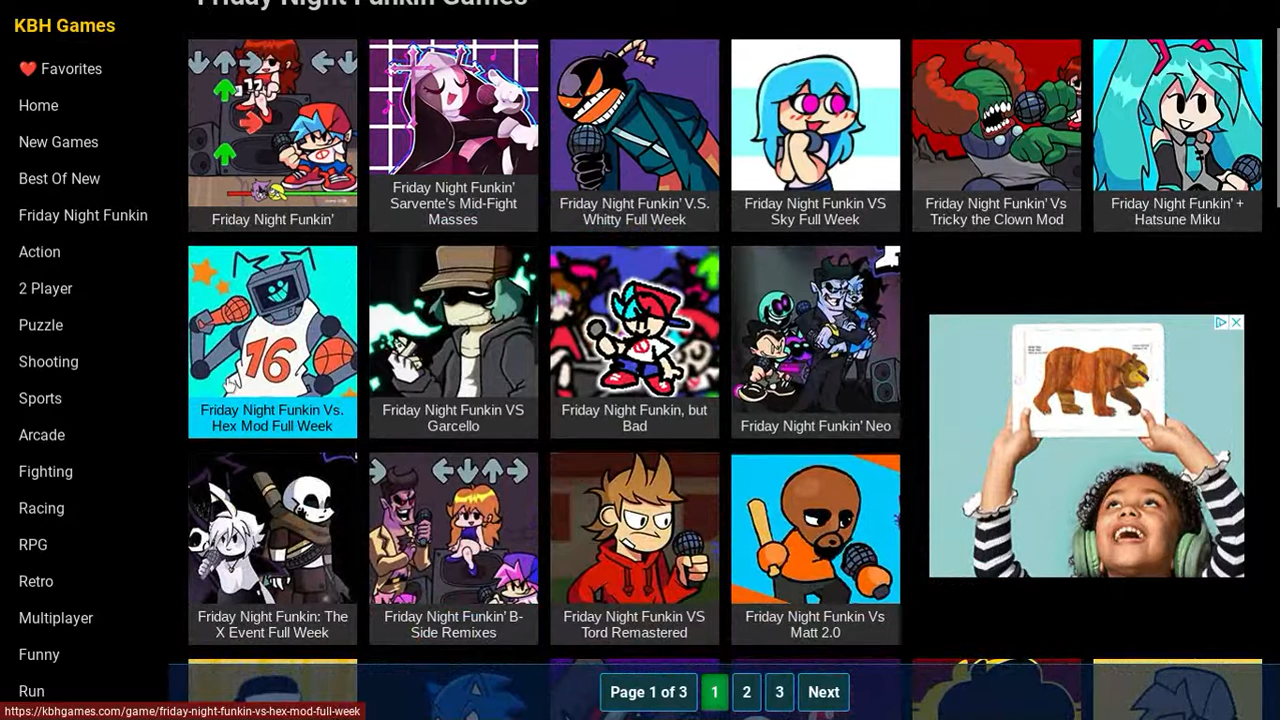 Friday Night Funkin Games
KBH Games
Favorites
Home
New Games
Best Of New
Friday Night Funkin
Action
2 Player
Puzzle
Shooting
Sports
Arcade
Fighting
Racing
RPG
Retro
Multiplayer
Funny
Run
Friday Night Funkin’
Friday Night Funkin’
Sarvente’s Mid-Fight
Masses
Friday Night Funkin’ V.S.
Whitty Full Week
Friday Night Funkin VS
Sky Full Week
Friday Night Funkin’ Vs
Tricky the Clown Mod
Friday Night Funkin’ +
Hatsune Miku
16
Friday Night Funkin Vs.
Hex Mod Full Week
Friday Night Funkin VS
Garcello
Friday Night Funkin, but
Bad
Friday Night Funkin’ Neo
Friday Night Funkin: The
X Event Full Week
Friday Night Funkin’ B-
Side Remixes
Friday Night Funkin VS
Tord Remastered
Friday Night Funkin Vs
Matt 2.0
Page 1 of 3
1
2
3
Next
https://kbhgames.com/game/friday-night-funkin-vs-hex-mod-full-week